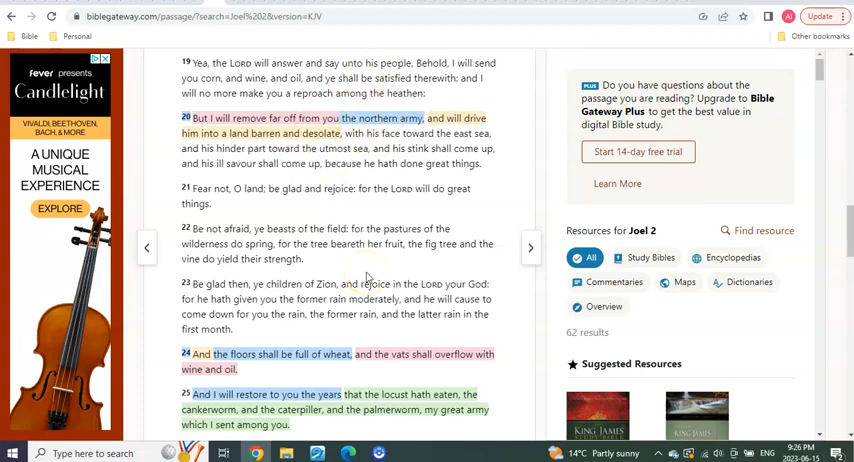 biblegateway.com/passage/?search=Joel%202&version=KJV
AI
Update
Bible
Personal
Other bookmarks
fever presents
Candlelight
VIVALDI, BEETHOVEN,
BACH, & MORE
A UNIQUE
MUSICAL
EXPERIENCE
EXPLORE
19 Yea, the LORD will answer and say unto his people, Behold, I will send
you corn, and wine, and oil, and ye shall be satisfied therewith: and I
will no more make you a reproach among the heathen:
20 But I will remove far off from you the northern army, and will drive
him into a land barren and desolate, with his face toward the east sea,
and his hinder part toward the utmost sea, and his stink shall come up,
and his ill savour shall come up, because he hath done great things.
21 Fear not, O land; be glad and rejoice: for the LORD will do great
things.
22 Be not afraid, ye beasts of the field: for the pastures of the
wilderness do spring, for the tree beareth her fruit, the fig tree and the
vine do yield their strength.
23 Be glad then, ye children of Zion, and rejoice in the LORD your God:
for he hath given you the former rain moderately, and he will cause to
come down for you the rain, the former rain, and the latter rain in the
first month.
24 And the floors shall be full of wheat, and the vats shall overflow with
wine and oil.
25 And I will restore to you the years that the locust hath eaten, the
cankerworm, and the caterpiller, and the palmerworm, my great army
which I sent among you.
PLUS Do you have questions about the
passage you are reading? Upgrade to Bible
Gateway Plus to get the best value in
digital Bible study.
Start 14-day free trial
Learn More
Resources for Joel 2
Find resource
All
Study Bibles
Encyclopedias
Commentaries
Maps
Dictionaries
Overview
62 results
Suggested Resources
KING JAMES
STUDY BIBLE
KING JAMES
Type here to search
14°C Partly sunny
ENG
9:26 PM
2023-06-15
2